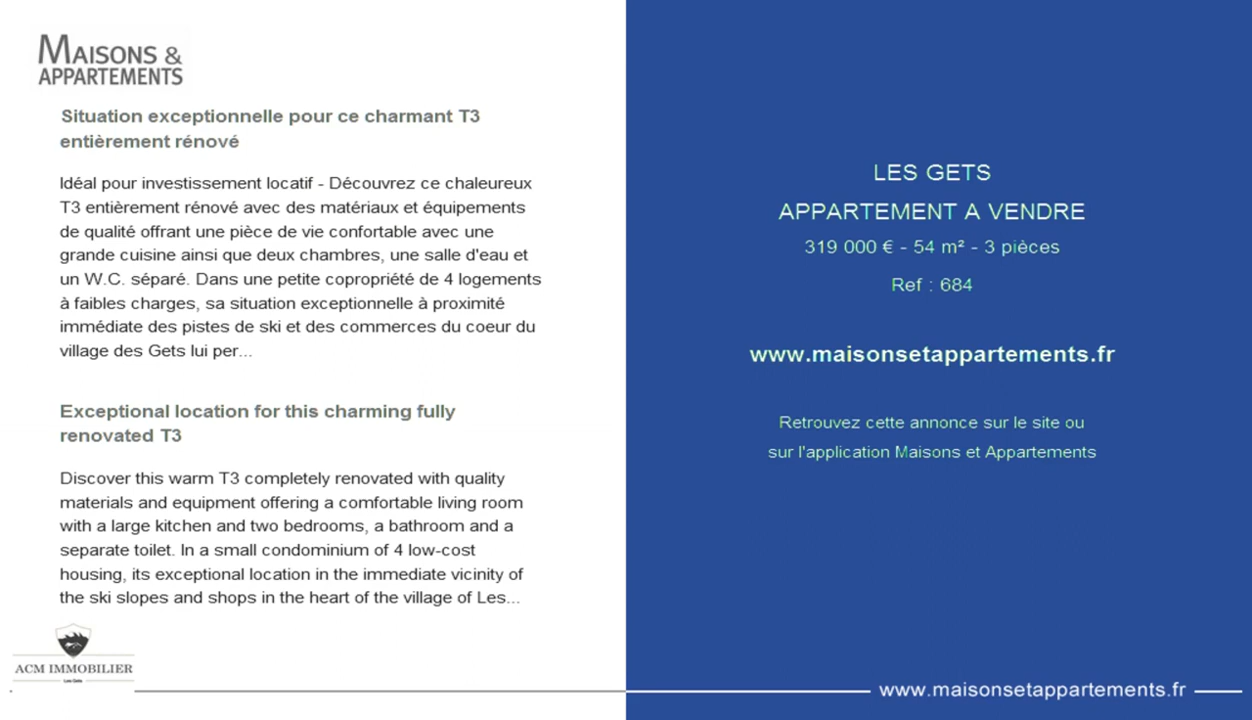 MAISONS &
APPARTEMENTS
Situation exceptionnelle pour ce charmant T3
entièrement rénové
Idéal pour investissement locatif - Découvrez ce chaleureux
T3 entièrement rénové avec des matériaux et équipements
de qualité offrant une pièce de vie confortable avec une
grande cuisine ainsi que deux chambres, une salle d'eau et
un W.C. séparé. Dans une petite copropriété de 4 logements
à faibles charges, sa situation exceptionnelle à proximité
immédiate des pistes de ski et des commerces du coeur du
village des Gets lui per...
Exceptional location for this charming fully
renovated T3
Discover this warm T3 completely renovated with quality
materials and equipment offering a comfortable living room
with a large kitchen and two bedrooms, a bathroom and a
separate toilet. In a small condominium of 4 low-cost
housing, its exceptional location in the immediate vicinity of
the ski slopes and shops in the heart of the village of Les...
ACM IMMOBILIER
Les Gets
LES GETS
APPARTEMENT A VENDRE
319 000 € - 54 m² - 3 pièces
Ref : 684
www.maisonsetappartements.fr
Retrouvez cette annonce sur le site ou
sur l'application Maisons et Appartements
www.maisonsetappartements.fr